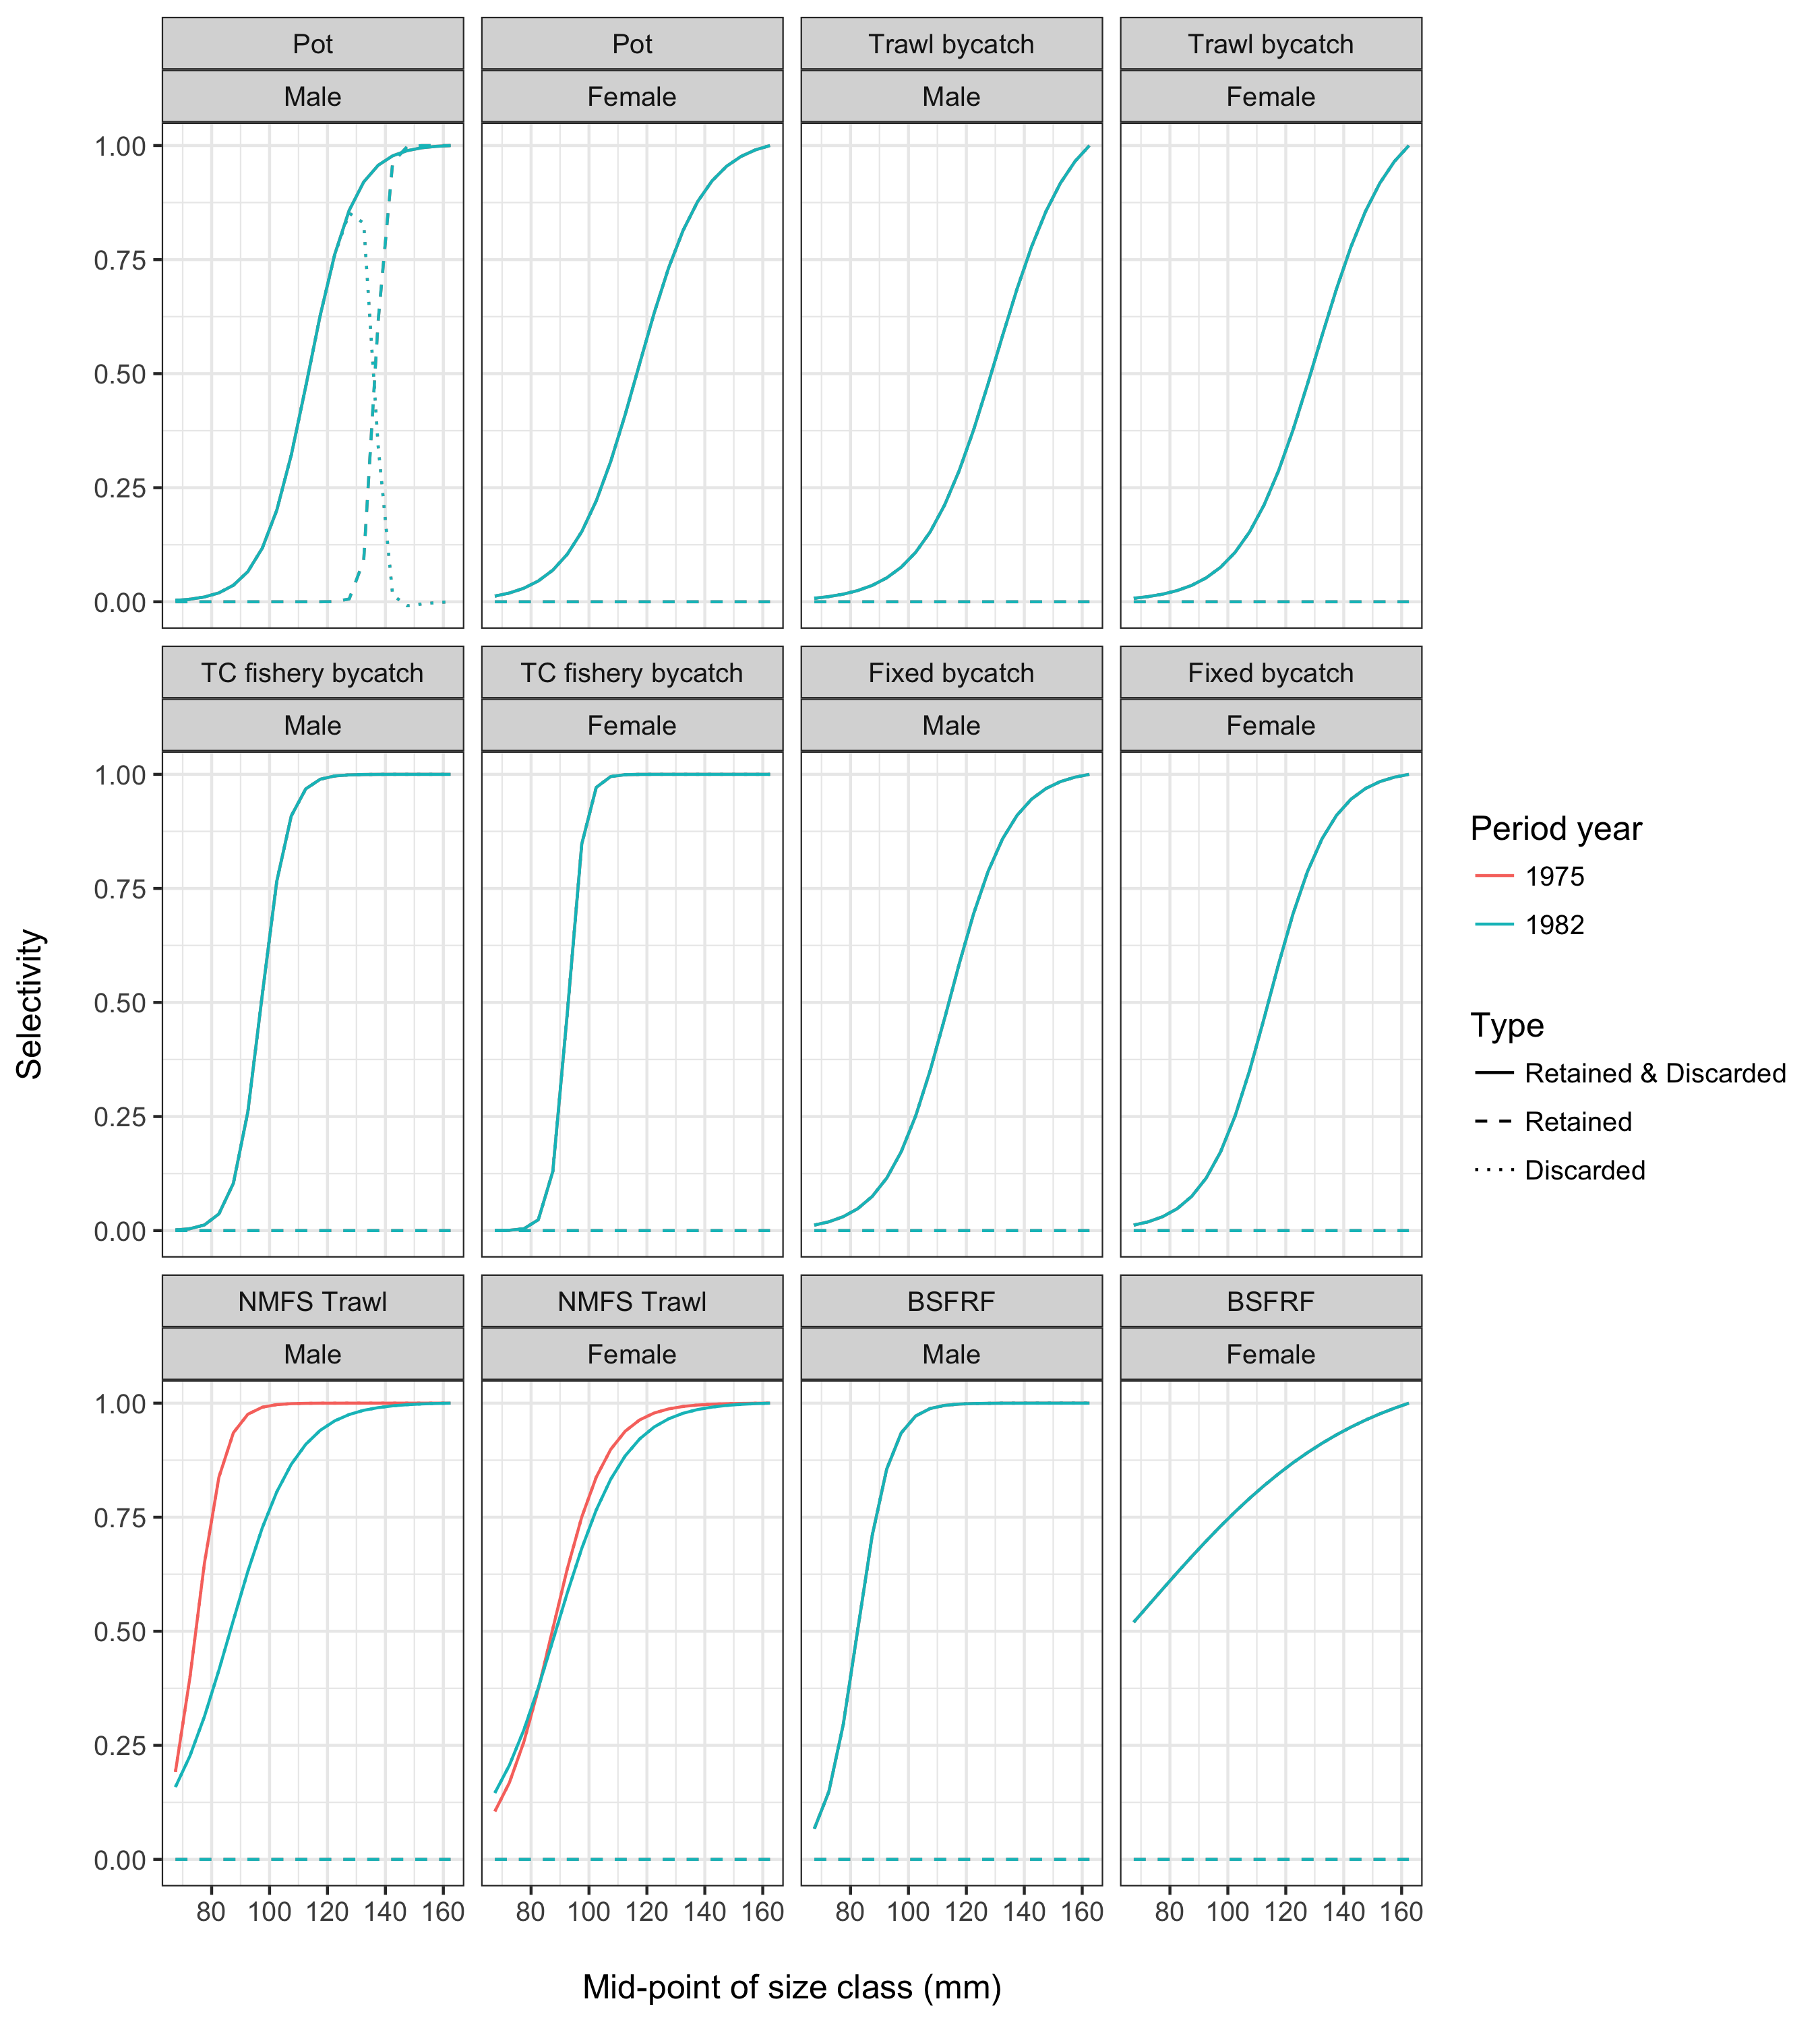 Pot Pot Trawl bycatch Trawl bycatch
Male Female Male Female
1.00
0.75
0.50
0.25
0.00
TC fishery bycatch TC fishery bycatch Fixed bycatch Fixed bycatch
Male Female Male Female
1.00
0.75
0.50
0.25
0.00
NMFS Trawl NMFS Trawl BSFRF BSFRF
Male Female Male Female
1.00
0.75
0.50
0.25
0.00
80 100 120 140 160 80 100 120 140 160 80 100 120 140 160 80 100 120 140 160
Mid-point of size class (mm)
Selectivity
Period year
1975
1982
Type
Retained & Discarded
Retained
Discarded